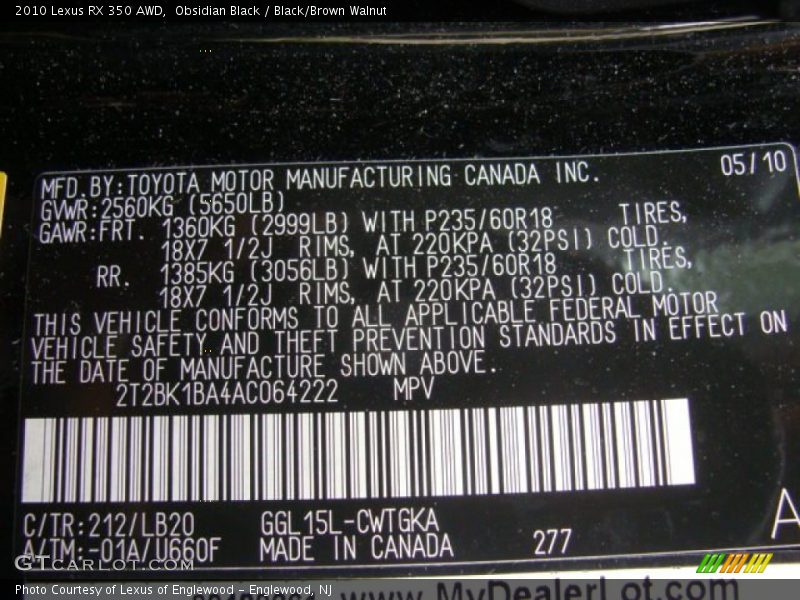 2010 Lexus RX 350 AWD,  Obsidian Black / Black/Brown Walnut
MFD.BY:TOYOTA MOTOR MANUFACTURING CANADA INC. 05/10
GVWR:2560KG (5650LB)
GAWR:FRT. 1360KG (2999LB) WITH P235/60R18 TIRES,
18X7 1/2J RIMS, AT 220KPA (32PSI) COLD.
RR. 1385KG (3056LB) WITH P235/60R18 TIRES,
18X7 1/2J RIMS, AT 220KPA (32PSI) COLD.
THIS VEHICLE CONFORMS TO ALL APPLICABLE FEDERAL MOTOR
VEHICLE SAFETY AND THEFT PREVENTION STANDARDS IN EFFECT ON
THE DATE OF MANUFACTURE SHOWN ABOVE.
2T2BK1BA4AC064222 MPV
C/TR:212/LB20 GGL15L-CWTGKA A
A/TM:-01A/U660F MADE IN CANADA 277
GTCARLOT.COM
Photo Courtesy of Lexus of Englewood – Englewood, NJ
www.MyDealerLot.com